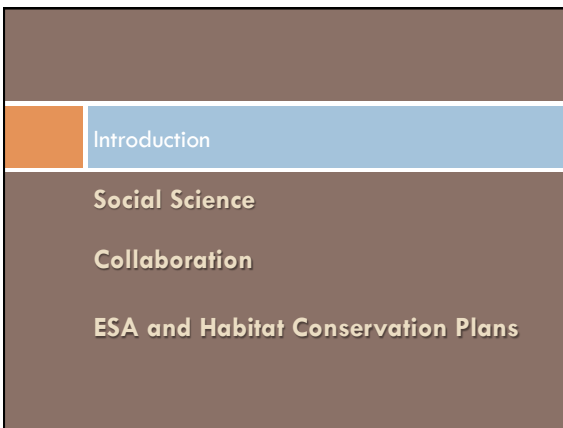 Introduction
Social Science
Collaboration
ESA and Habitat Conservation Plans